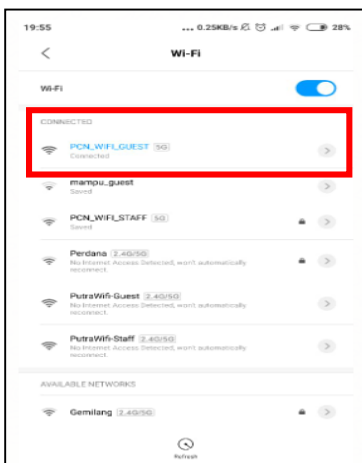 19:55 ... 0.25KB/s 28%
Wi-Fi
Wi-Fi
CONNECTED
PCN_WIFI_GUEST 5G
Connected
mampu_guest
Saved
PCN_WIFI_STAFF 5G
Saved
Perdana 2.4G/5G
No Internet Access Detected, won't automatically
reconnect.
PutraWifi-Guest 2.4G/5G
No Internet Access Detected, won't automatically
reconnect.
PutraWifi-Staff 2.4G/5G
No Internet Access Detected, won't automatically
reconnect.
AVAILABLE NETWORKS
Gemilang 2.4G/5G
Refresh